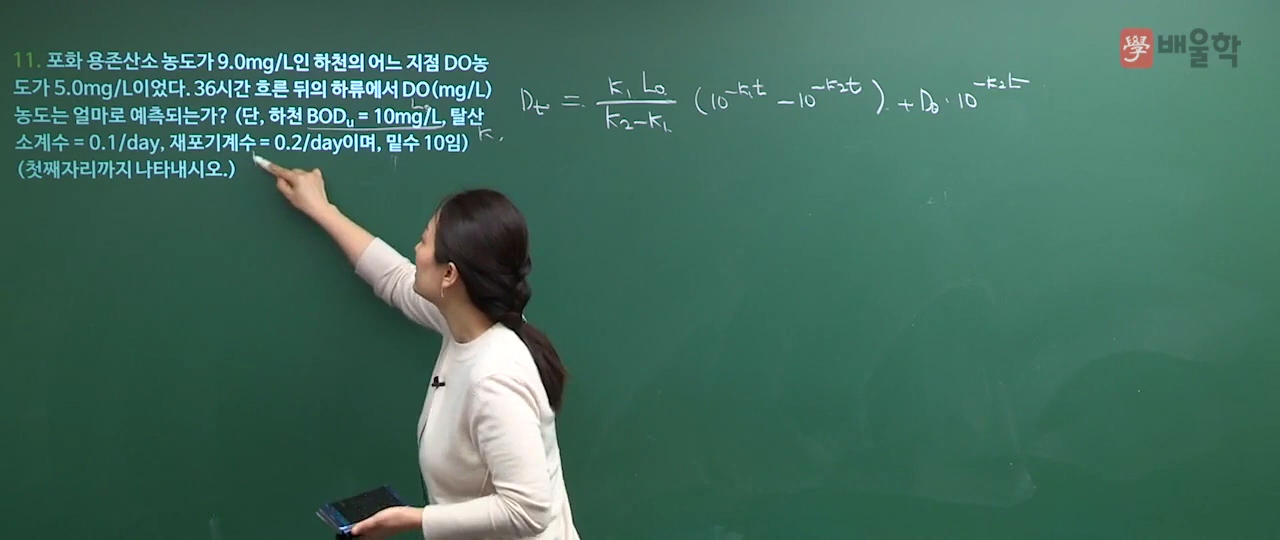 11. 포화 용존산소 농도가 9.0mg/L인 하천의 어느 지점 DO농
도가 5.0mg/L이었다. 36시간 흐른 뒤의 하류에서 DO(mg/L)
농도는 얼마로 예측되는가? (단, 하천 BODu = 10mg/L, 탈산
소계수 = 0.1/day, 재포기계수 = 0.2/day이며, 밑수 10임)
(첫째자리까지 나타내시오.)
L₀
K₁
Dt = K₁ L₀ / K₂-K₁ (10^-K₁t - 10^-K₂t) + D₀ · 10^-K₂t
學 배울학